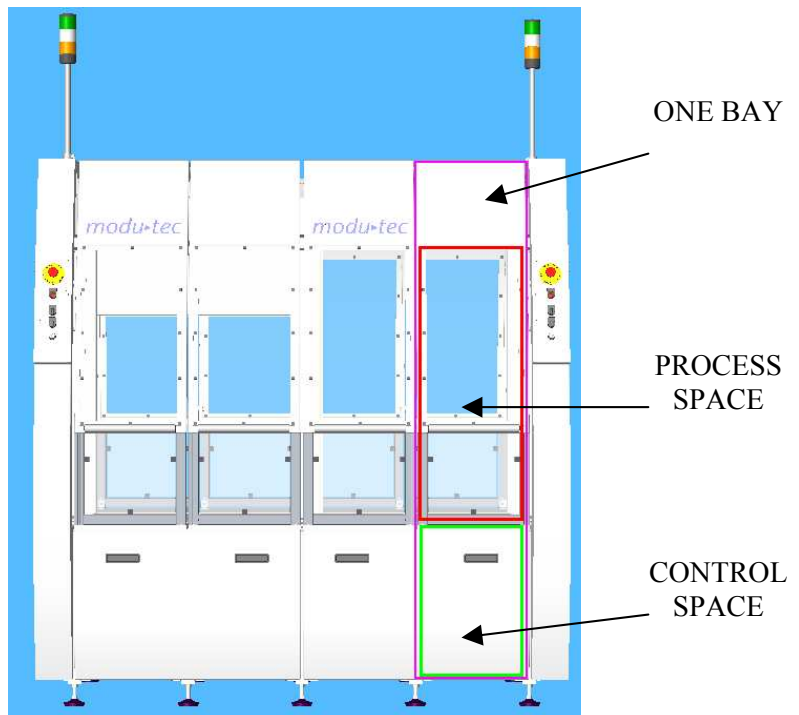 ONE BAY
modu▸tec
modu▸tec
PROCESS
SPACE
CONTROL
SPACE